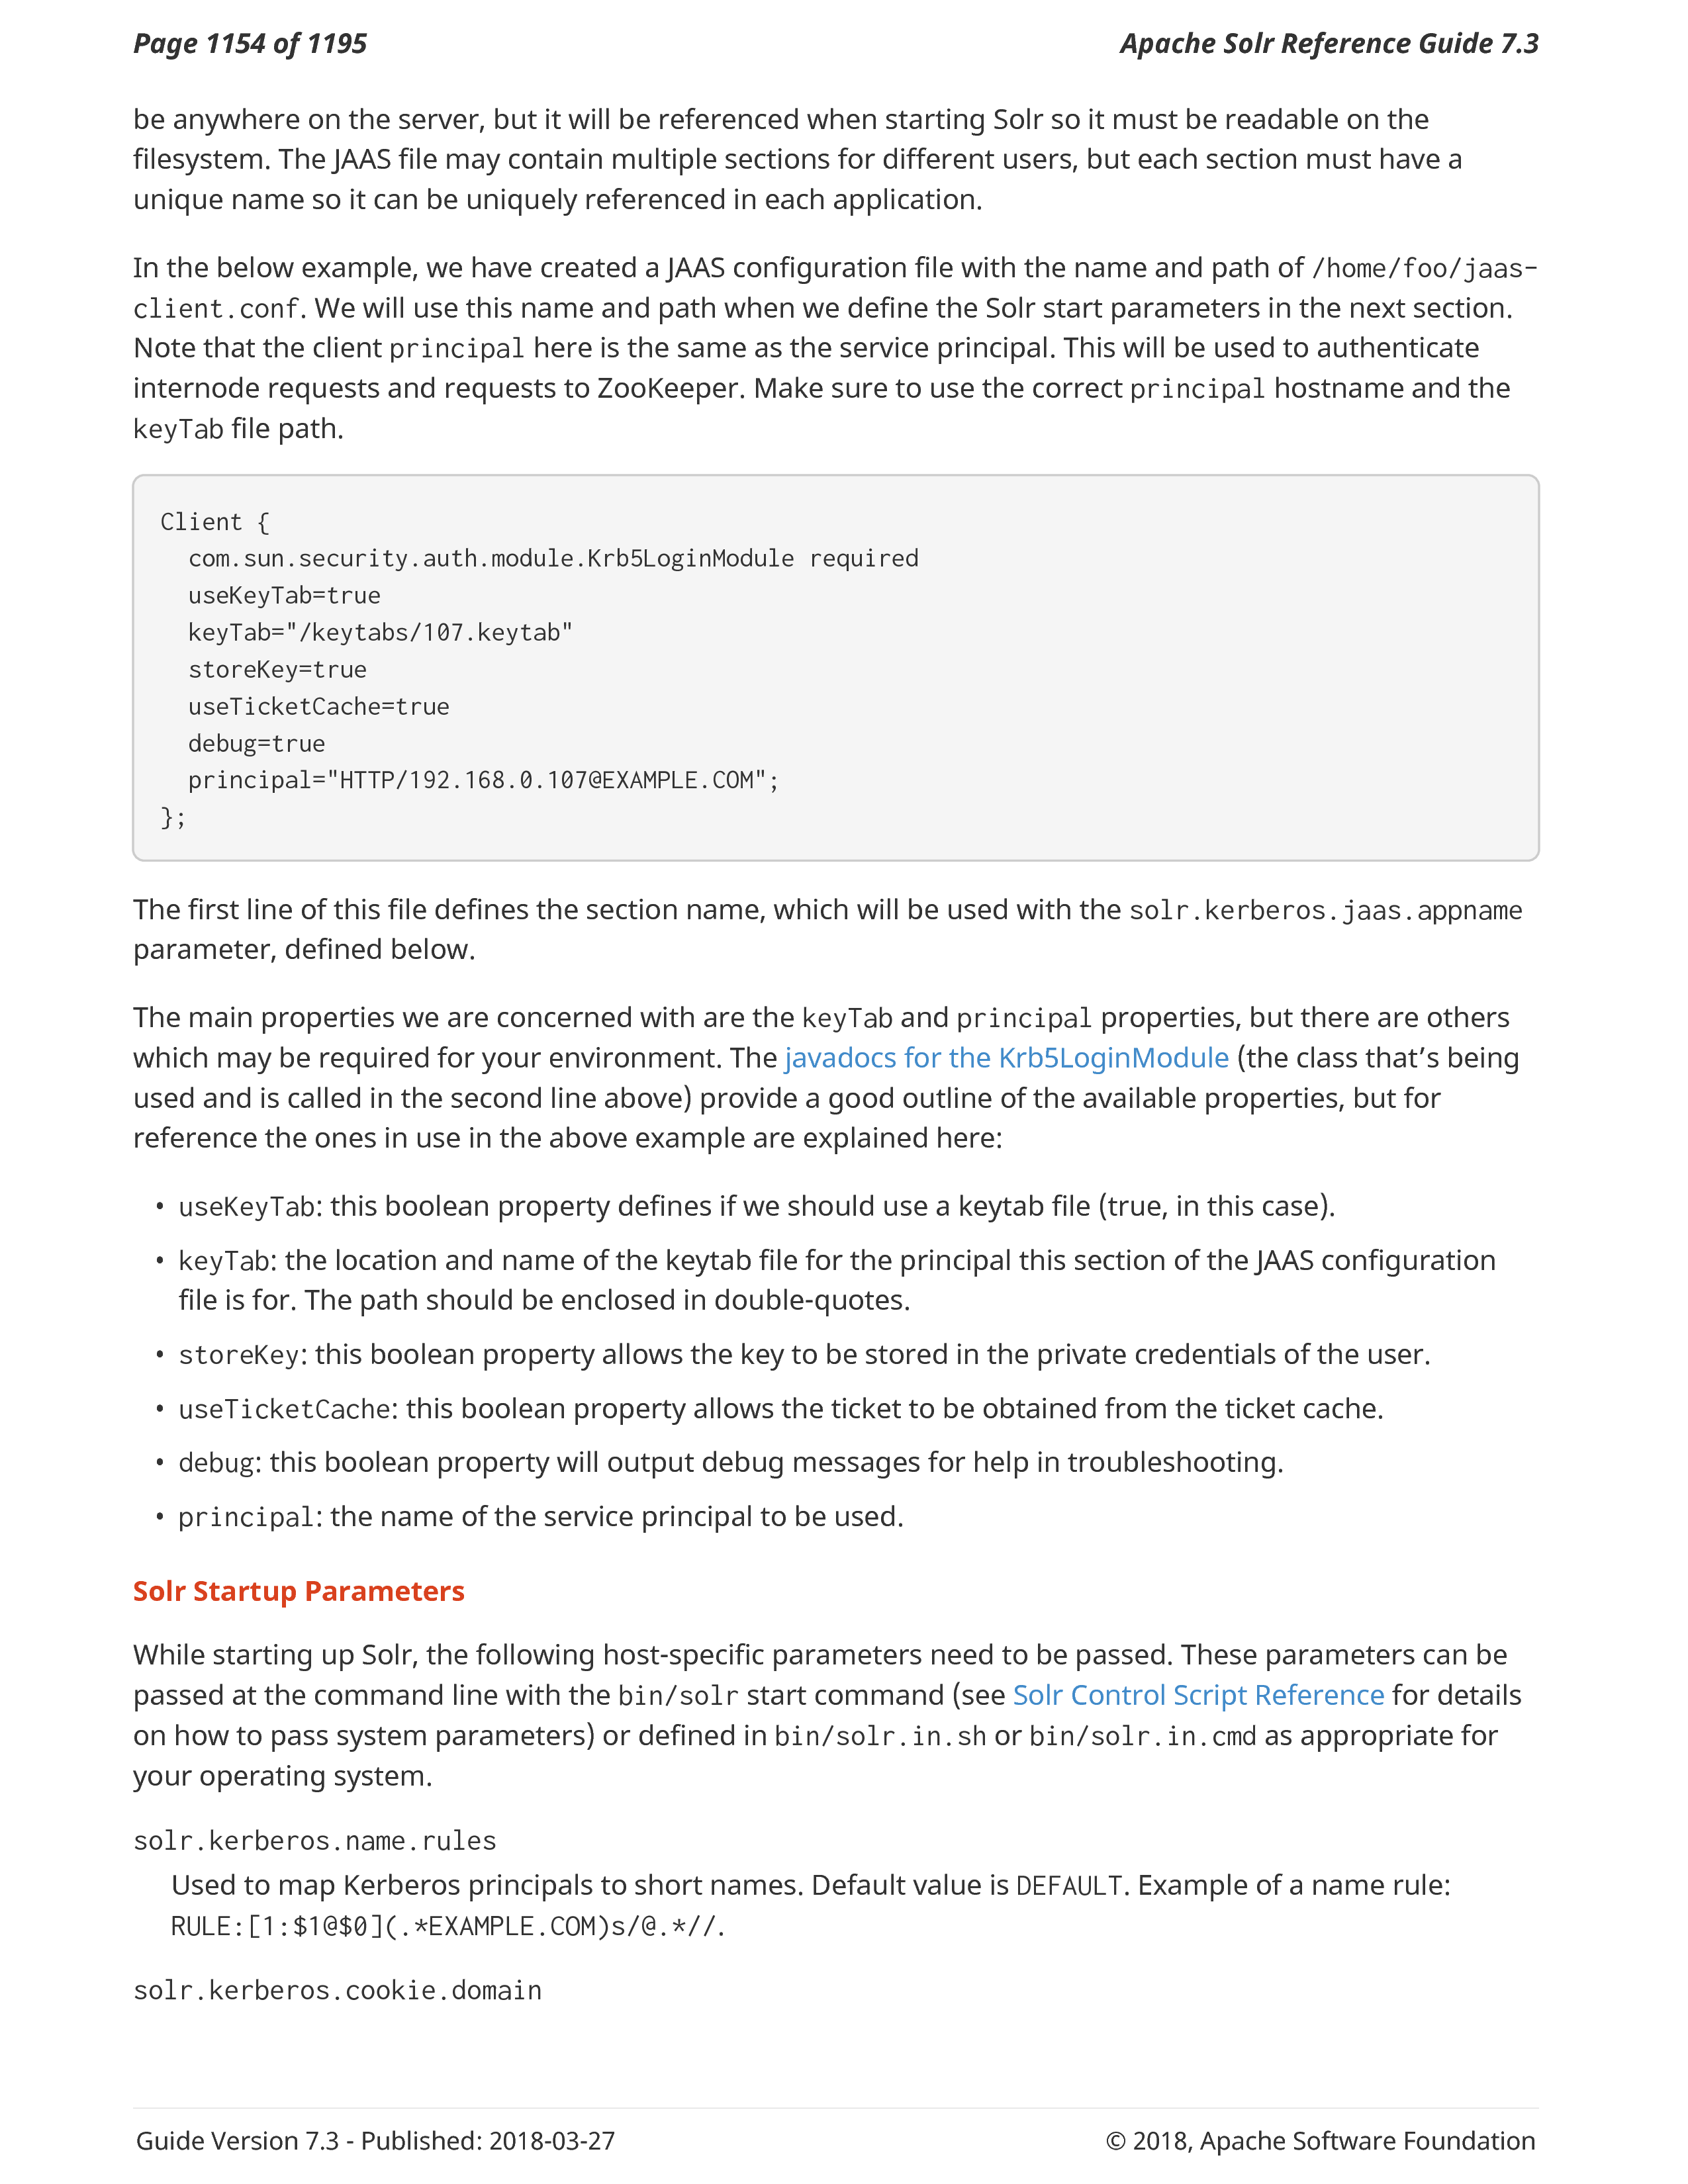 Page 1154 of 1195
Apache Solr Reference Guide 7.3
be anywhere on the server, but it will be referenced when starting Solr so it must be readable on the
filesystem. The JAAS file may contain multiple sections for different users, but each section must have a
unique name so it can be uniquely referenced in each application.
In the below example, we have created a JAAS configuration file with the name and path of /home/foo/jaas-
client.conf. We will use this name and path when we define the Solr start parameters in the next section.
Note that the client principal here is the same as the service principal. This will be used to authenticate
internode requests and requests to ZooKeeper. Make sure to use the correct principal hostname and the
keyTab file path.
Client {
  com.sun.security.auth.module.Krb5LoginModule required
  useKeyTab=true
  keyTab="/keytabs/107.keytab"
  storeKey=true
  useTicketCache=true
  debug=true
  principal="HTTP/192.168.0.107@EXAMPLE.COM";
};
The first line of this file defines the section name, which will be used with the solr.kerberos.jaas.appname
parameter, defined below.
The main properties we are concerned with are the keyTab and principal properties, but there are others
which may be required for your environment. The javadocs for the Krb5LoginModule (the class that’s being
used and is called in the second line above) provide a good outline of the available properties, but for
reference the ones in use in the above example are explained here:
• useKeyTab: this boolean property defines if we should use a keytab file (true, in this case).
• keyTab: the location and name of the keytab file for the principal this section of the JAAS configuration
file is for. The path should be enclosed in double-quotes.
• storeKey: this boolean property allows the key to be stored in the private credentials of the user.
• useTicketCache: this boolean property allows the ticket to be obtained from the ticket cache.
• debug: this boolean property will output debug messages for help in troubleshooting.
• principal: the name of the service principal to be used.
Solr Startup Parameters
While starting up Solr, the following host-specific parameters need to be passed. These parameters can be
passed at the command line with the bin/solr start command (see Solr Control Script Reference for details
on how to pass system parameters) or defined in bin/solr.in.sh or bin/solr.in.cmd as appropriate for
your operating system.
solr.kerberos.name.rules
Used to map Kerberos principals to short names. Default value is DEFAULT. Example of a name rule:
RULE:[1:$1@$0](.*EXAMPLE.COM)s/@.*//.
solr.kerberos.cookie.domain
Guide Version 7.3 - Published: 2018-03-27
© 2018, Apache Software Foundation